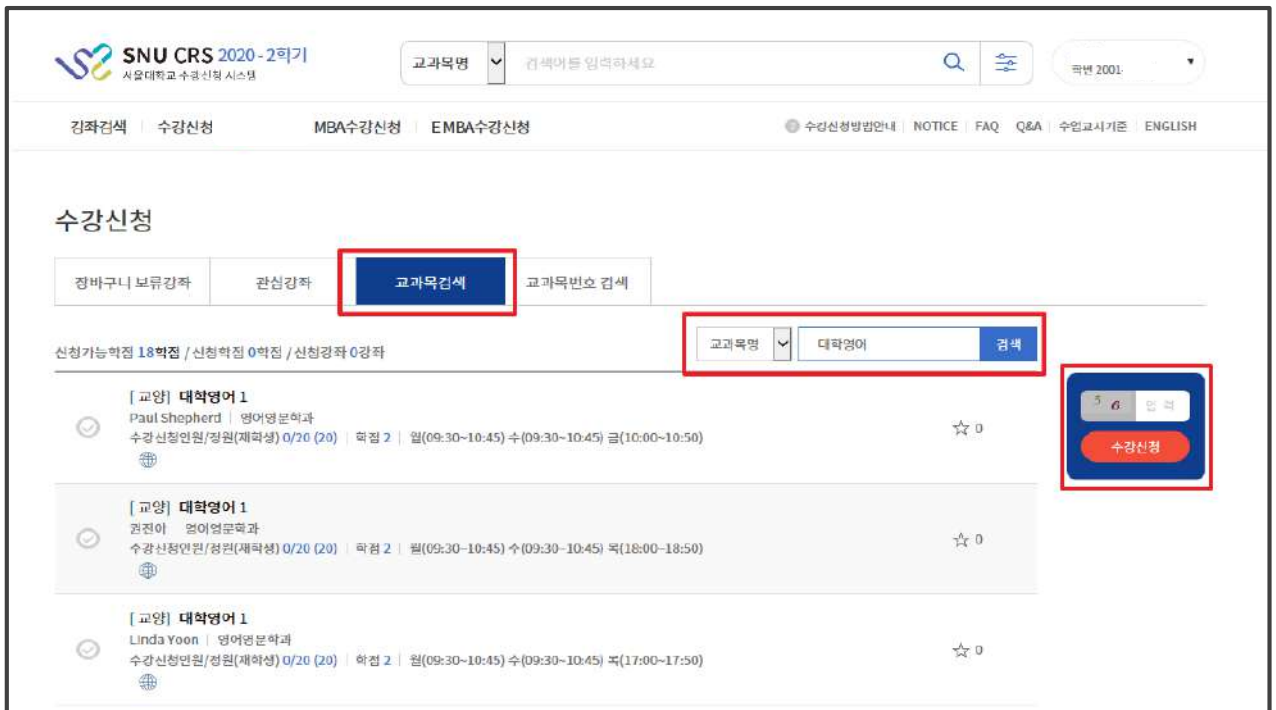 SNU CRS 2020-2학기
서울대학교 수강신청 시스템
교과목명 검색어를 입력하세요
학번 2001-
강좌검색 수강신청 MBA수강신청 EMBA수강신청
수강신청방법안내 NOTICE FAQ Q&A 수업교시기준 ENGLISH
수강신청
장바구니 보류강좌 관심강좌 교과목검색 교과목번호 검색
신청가능학점 18학점 / 신청학점 0학점 / 신청강좌 0강좌
교과목명 대학영어 검색
[교양] 대학영어 1
Paul Shepherd | 영어영문학과
수강신청인원/정원(재학생) 0/20 (20) | 학점 2 | 월(09:30~10:45) 수(09:30~10:45) 금(10:00~10:50)
☆ 0
5 6 입력
수강신청
[교양] 대학영어 1
권진아 영어영문학과
수강신청인원/정원(재학생) 0/20 (20) | 학점 2 | 월(09:30~10:45) 수(09:30~10:45) 목(18:00~18:50)
☆ 0
[교양] 대학영어 1
Linda Yoon | 영어영문학과
수강신청인원/정원(재학생) 0/20 (20) | 학점 2 | 월(09:30~10:45) 수(09:30~10:45) 목(17:00~17:50)
☆ 0